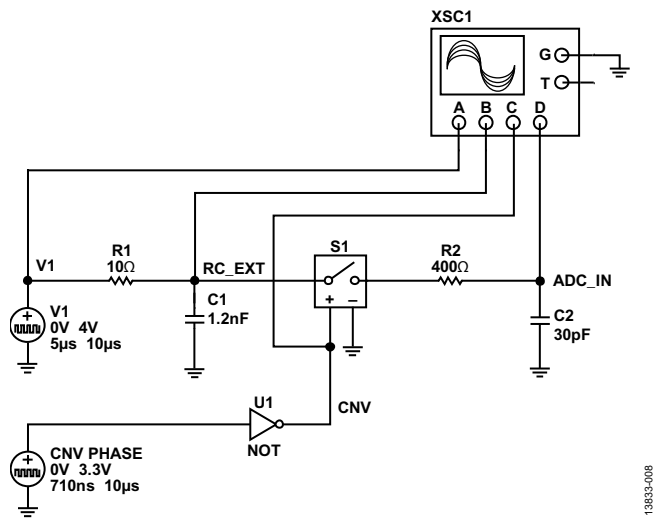 XSC1
G
T
A B C D
V1
R1
10Ω
RC_EXT
S1
R2
400Ω
ADC_IN
V1
0V 4V
5µs 10µs
C1
1.2nF
+ –
C2
30pF
U1
CNV
NOT
CNV PHASE
0V 3.3V
710ns 10µs
13833-008